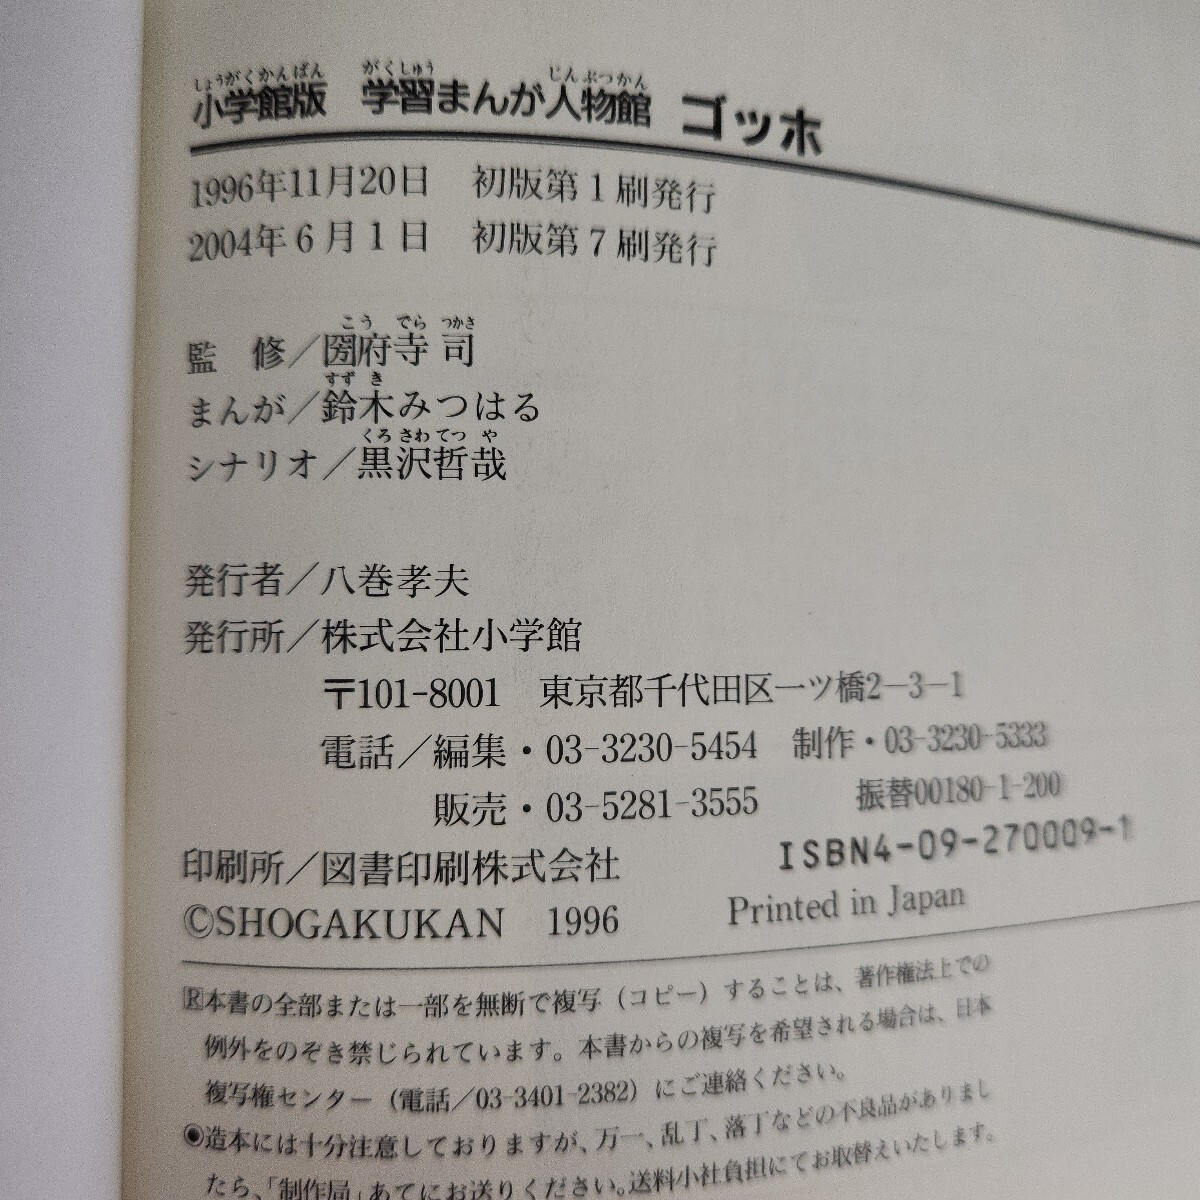 しょうがくかんばん がくしゅう じんぶつかん
小学館版 学習まんが人物館 ゴッホ
1996年11月20日 初版第1刷発行
2004年6月1日 初版第7刷発行
こう でら つかさ
監 修／圀府寺 司
すず き
まんが／鈴木みつはる
くろ さわ てつ や
シナリオ／黒沢哲哉
発行者／八巻孝夫
発行所／株式会社小学館
〒101-8001 東京都千代田区一ツ橋2−3−1
電話／編集・03-3230-5454 制作・03-3230-5333
販売・03-5281-3555 振替00180-1-200
ISBN4-09-270009-1
印刷所／図書印刷株式会社
©SHOGAKUKAN 1996 Printed in Japan
Ⓡ本書の全部または一部を無断で複写（コピー）することは、著作権法上での
例外をのぞき禁じられています。本書からの複写を希望される場合は、日本
複写権センター（電話／03-3401-2382）にご連絡ください。
◉造本には十分注意しておりますが、万一、乱丁、落丁などの不良品がありまし
たら、「制作局」あてにお送りください。送料小社負担にてお取替えいたします。